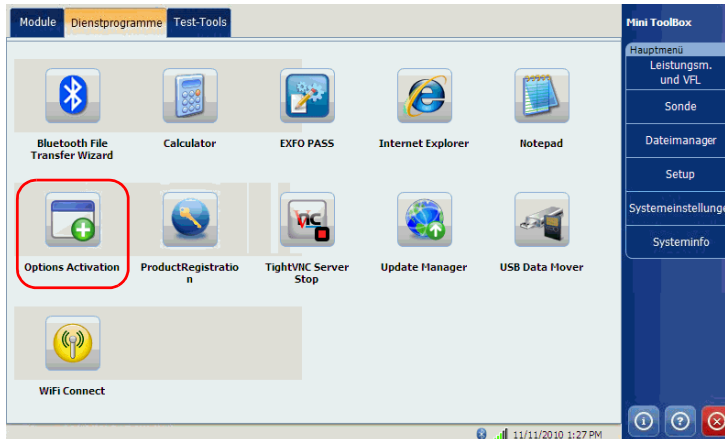 Module Dienstprogramme Test-Tools
Bluetooth File
Transfer Wizard
Calculator
EXFO PASS
Internet Explorer
Notepad
Options Activation
ProductRegistratio
n
TightVNC Server
Stop
Update Manager
USB Data Mover
WiFi Connect
11/11/2010 1:27 PM
Mini ToolBox
Hauptmenü
Leistungsm.
und VFL
Sonde
Dateimanager
Setup
Systemeinstellunge
Systeminfo